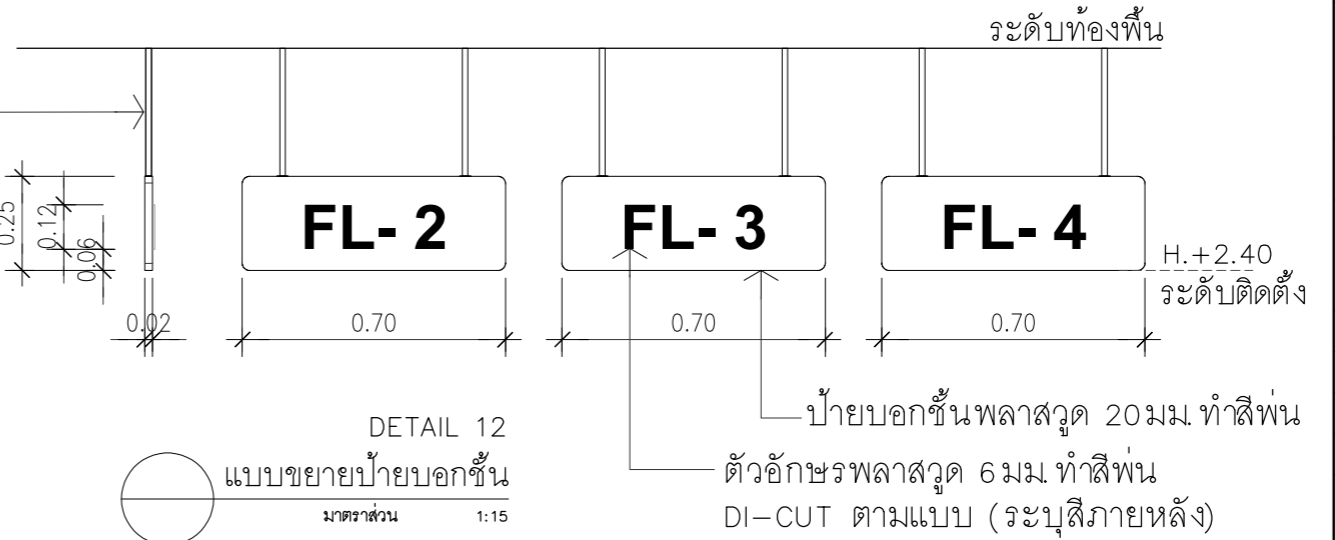 ระดับท้องพื้น
FL- 2
FL- 3
FL- 4
0.25
0.12
0.06
H.+2.40
ระดับติดตั้ง
0.02
0.70
0.70
0.70
ป้ายบอกชั้นพลาสวูด 20 มม. ทำสีพ่น
DETAIL 12
แบบขยายป้ายบอกชั้น
มาตราส่วน 1:15
ตัวอักษรพลาสวูด 6 มม. ทำสีพ่น
DI-CUT ตามแบบ (ระบุสีภายหลัง)